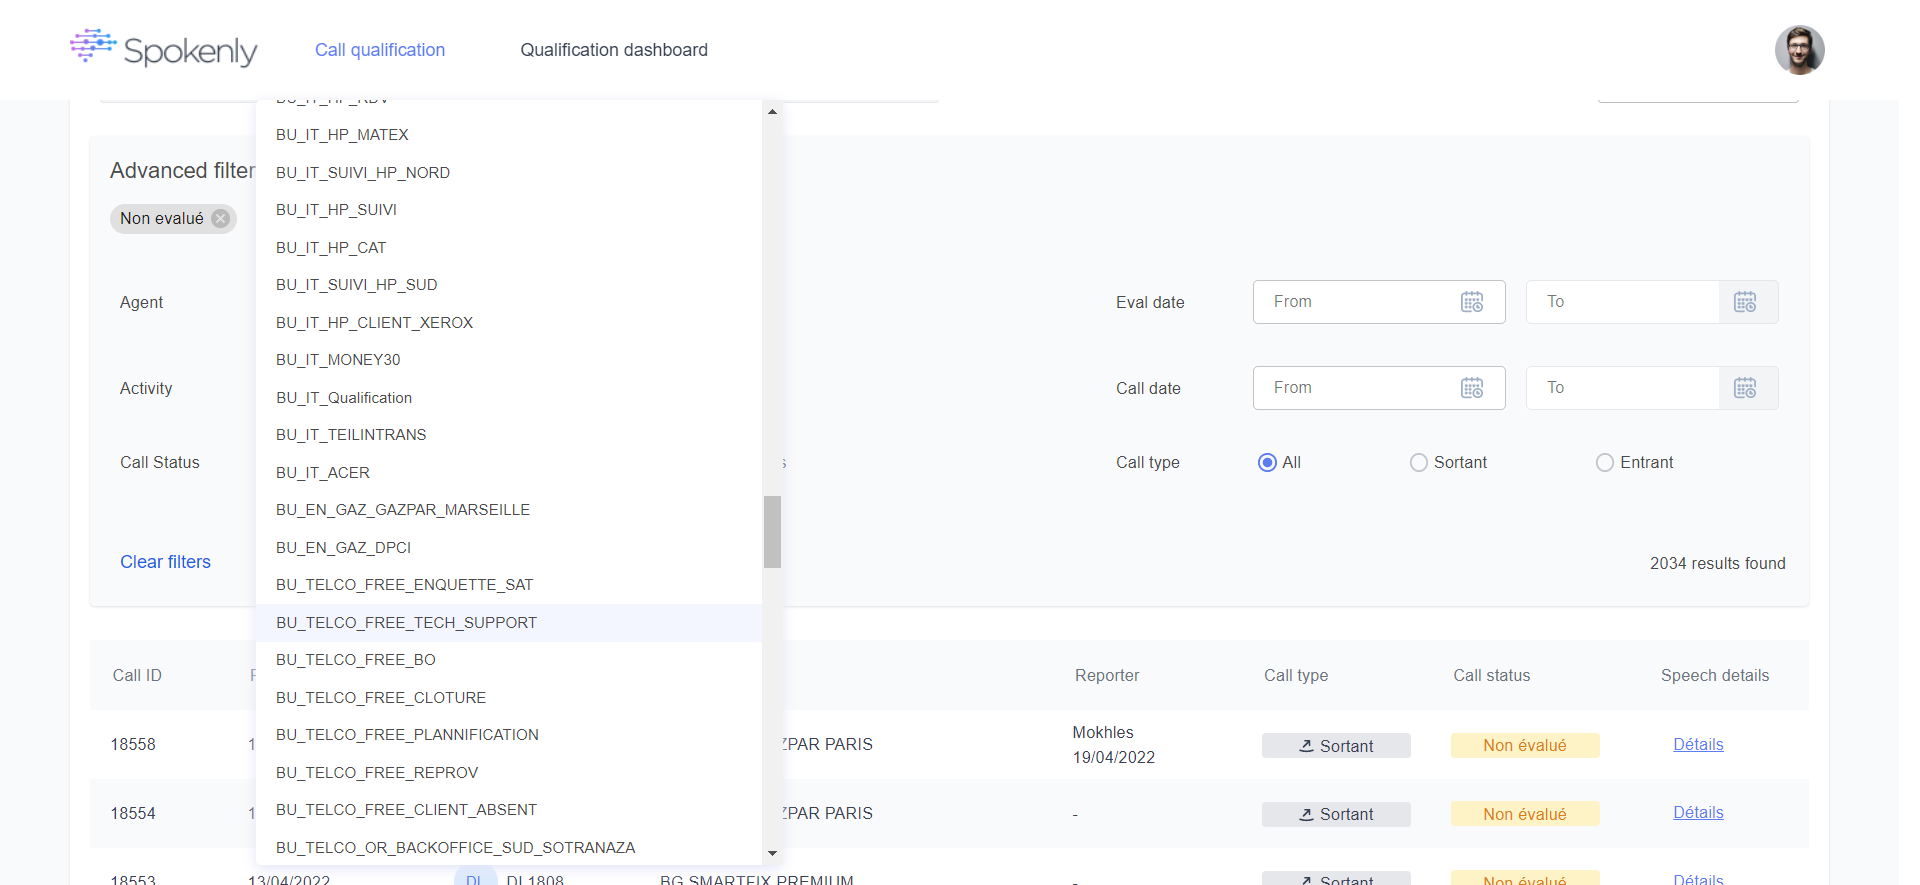 Spokenly
Call qualification
Qualification dashboard
BU_IT_HP_RDV
BU_IT_HP_MATEX
BU_IT_SUIVI_HP_NORD
BU_IT_HP_SUIVI
BU_IT_HP_CAT
BU_IT_SUIVI_HP_SUD
BU_IT_HP_CLIENT_XEROX
BU_IT_MONEY30
BU_IT_Qualification
BU_IT_TEILINTRANS
BU_IT_ACER
BU_EN_GAZ_GAZPAR_MARSEILLE
BU_EN_GAZ_DPCI
BU_TELCO_FREE_ENQUETTE_SAT
BU_TELCO_FREE_TECH_SUPPORT
BU_TELCO_FREE_BO
BU_TELCO_FREE_CLOTURE
BU_TELCO_FREE_PLANNIFICATION
BU_TELCO_FREE_REPROV
BU_TELCO_FREE_CLIENT_ABSENT
BU_TELCO_OR_BACKOFFICE_SUD_SOTRANAZA
Advanced filter
Non evalué
Agent
Eval date From To
Activity
Call date From To
Call Status
Call type All Sortant Entrant
Clear filters
2034 results found
Call ID Reporter Call type Call status Speech details
18558 ZPAR PARIS Mokhles 19/04/2022 Sortant Non évalué Détails
18554 ZPAR PARIS - Sortant Non évalué Détails
18553 13/04/2022 DL DL1808 BG SMARTFIX PREMIUM - Sortant Non évalué Détails